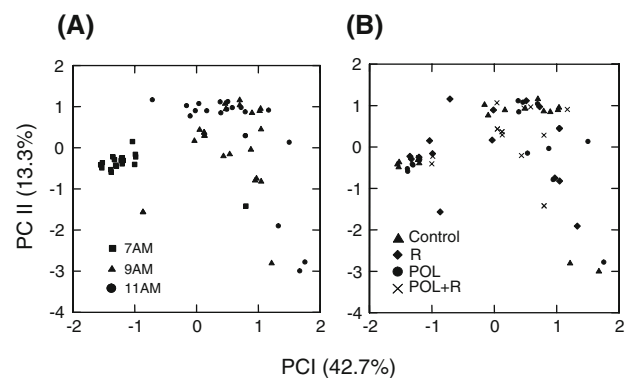 (A) (B)
2
1
0
-1
-2
-3
-4
PC II (13.3%)
7AM
9AM
11AM
-2 -1 0 1 2
2
1
0
-1
-2
-3
-4
Control
R
POL
POL+R
-2 -1 0 1 2
PCI (42.7%)